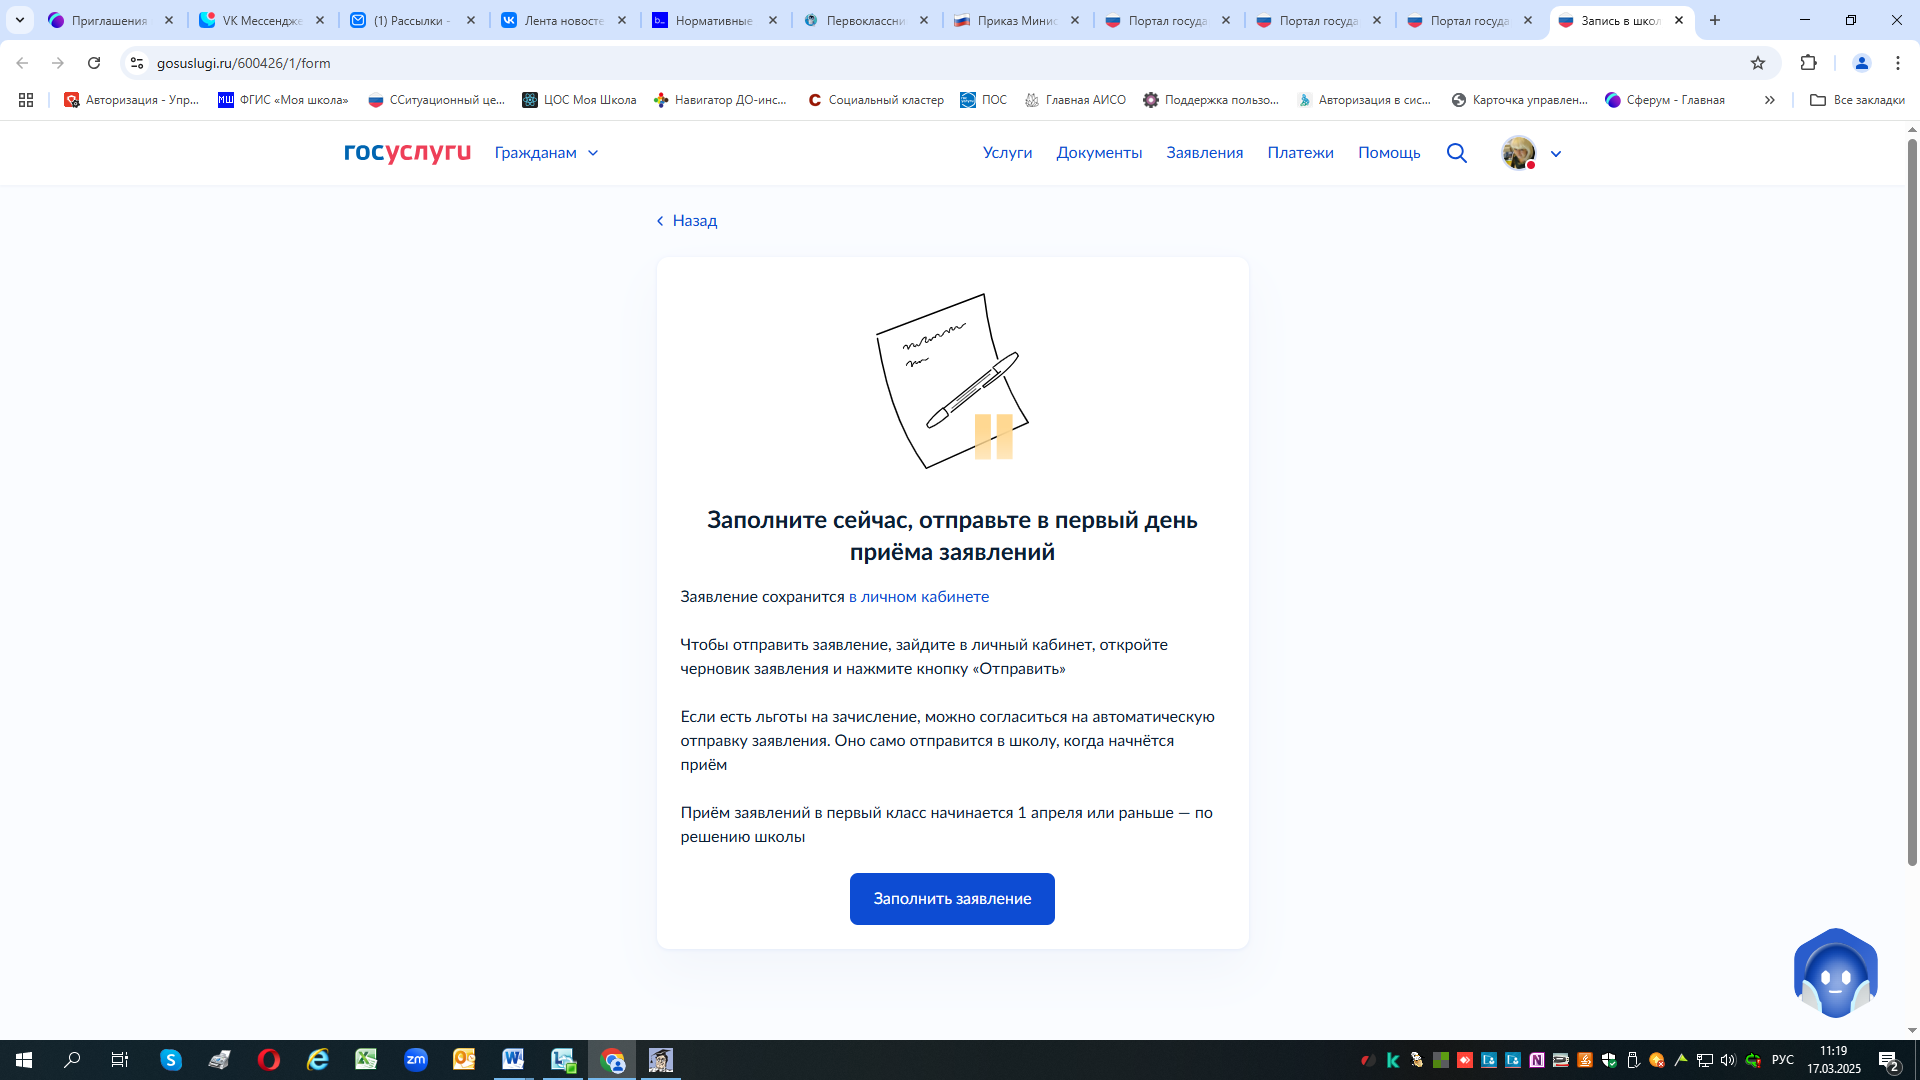 Приглашения
VK Мессендже
(1) Рассылки -
Лента новосте
Нормативные
Первоклассни
Приказ Минис
Портал госуда
Портал госуда
Портал госуда
Запись в школ
gosuslugi.ru/600426/1/form
Авторизация - Упр...
МШ
ФГИС «Моя школа»
ССитуационный це...
ЦОС Моя Школа
Навигатор ДО-инс...
Социальный кластер
ПОС
Главная АИСО
Поддержка пользо...
Авторизация в сис...
Карточка управлен...
Сферум - Главная
Все закладки
госуслуги
Гражданам
Услуги
Документы
Заявления
Платежи
Помощь
Назад
Заполните сейчас, отправьте в первый день
приёма заявлений
Заявление сохранится в личном кабинете
Чтобы отправить заявление, зайдите в личный кабинет, откройте
черновик заявления и нажмите кнопку «Отправить»
Если есть льготы на зачисление, можно согласиться на автоматическую
отправку заявления. Оно само отправится в школу, когда начнётся
приём
Приём заявлений в первый класс начинается 1 апреля или раньше — по
решению школы
Заполнить заявление
zm
РУС
11:19
17.03.2025
2